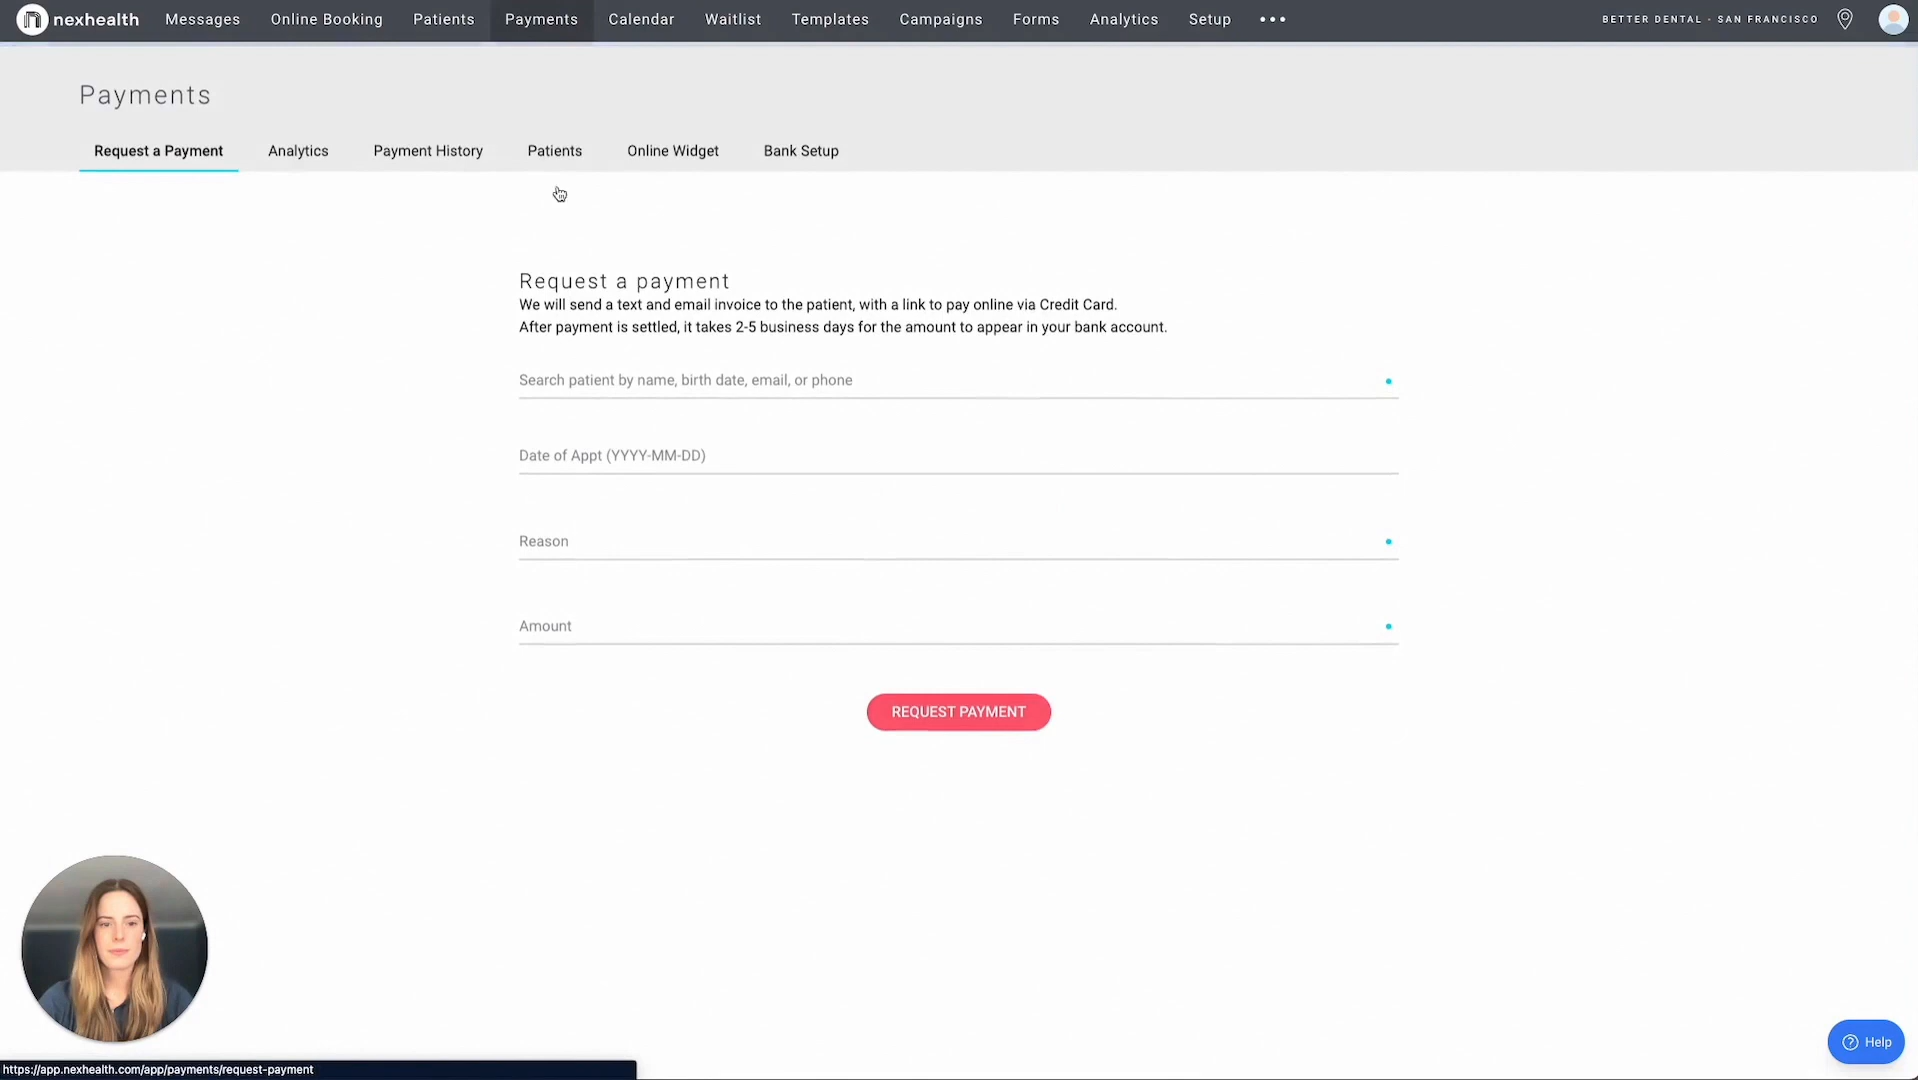 nexhealth Messages Online Booking Patients Payments Calendar Waitlist Templates Campaigns Forms Analytics Setup ••• BETTER DENTAL - SAN FRANCISCO
Payments
Request a Payment Analytics Payment History Patients Online Widget Bank Setup
Request a payment
We will send a text and email invoice to the patient, with a link to pay online via Credit Card.
After payment is settled, it takes 2-5 business days for the amount to appear in your bank account.
Search patient by name, birth date, email, or phone
Date of Appt (YYYY-MM-DD)
Reason
Amount
REQUEST PAYMENT
Help
https://app.nexhealth.com/app/payments/request-payment